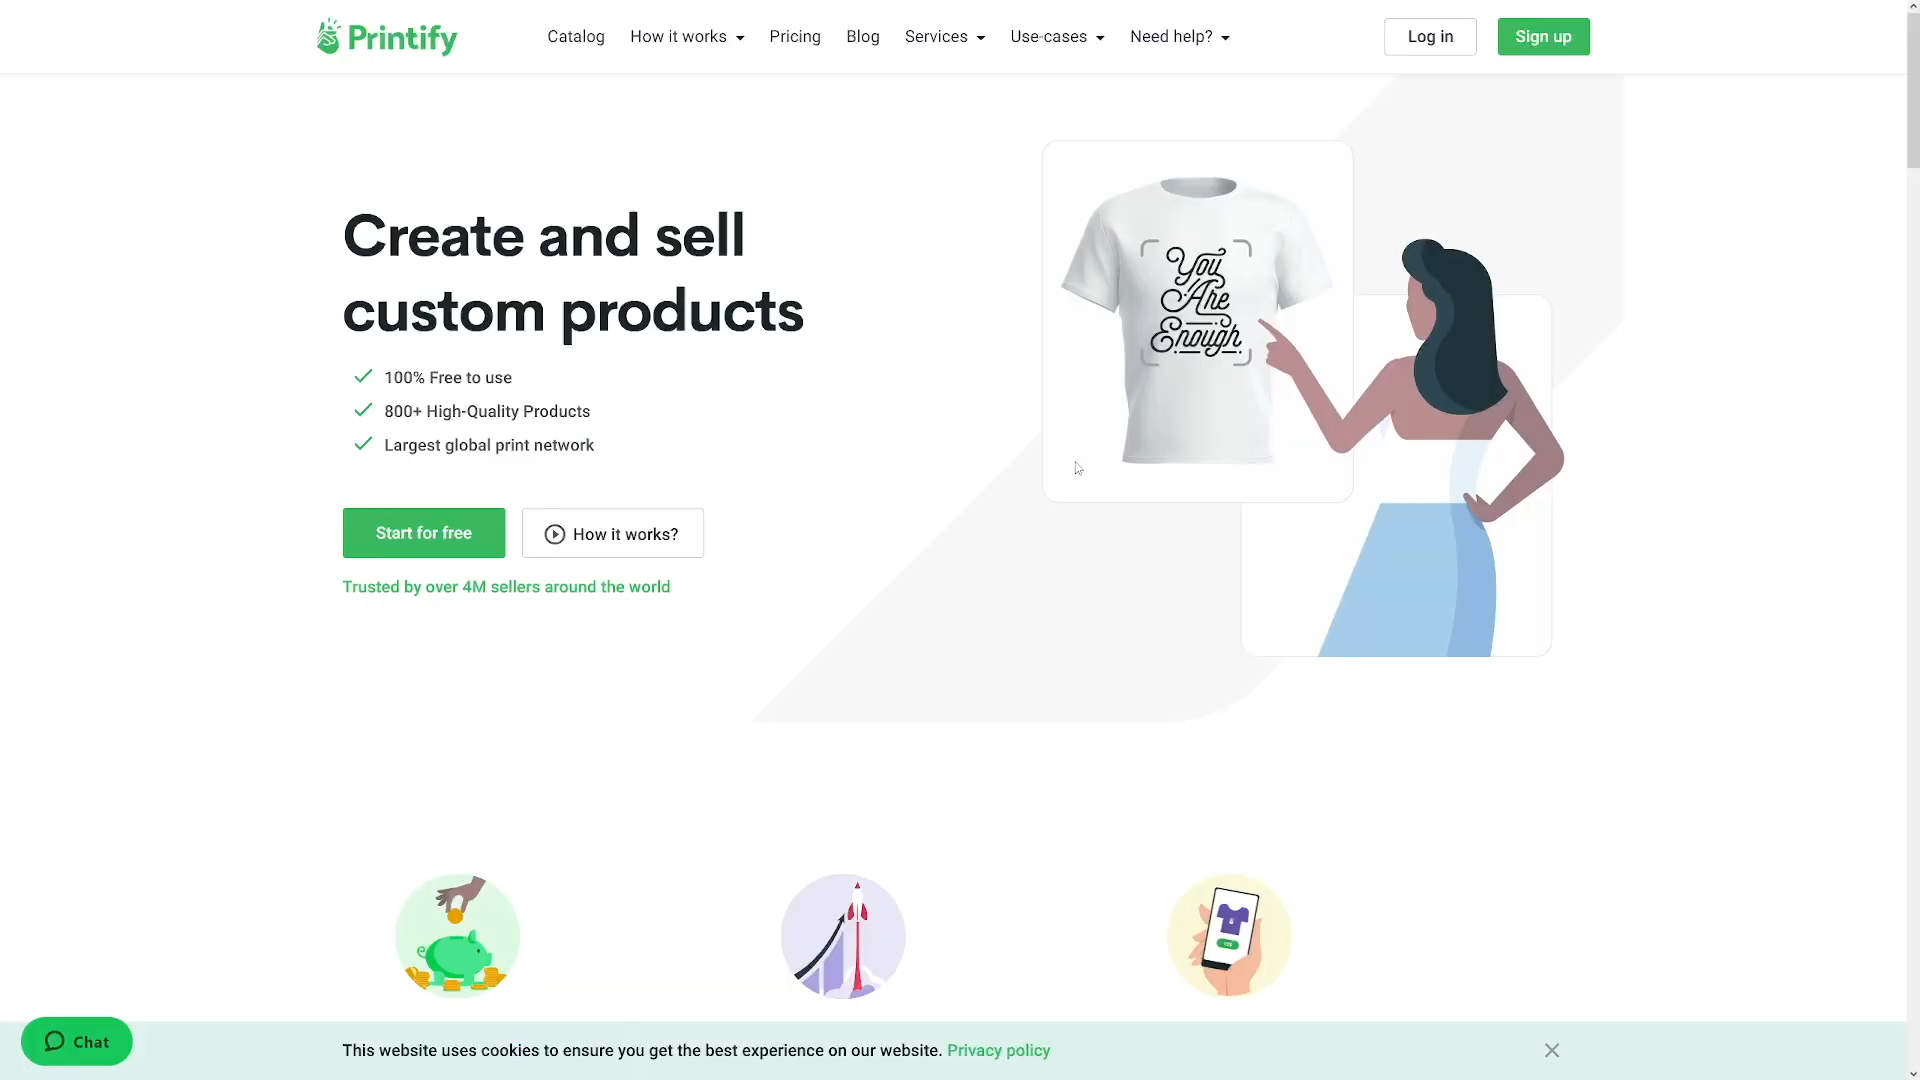 Printify
Catalog
How it works
Pricing
Blog
Services
Use-cases
Need help?
Log in
Sign up
Create and sell
custom products
100% Free to use
800+ High-Quality Products
Largest global print network
Start for free
How it works?
Trusted by over 4M sellers around the world
You
Are
Enough
Chat
This website uses cookies to ensure you get the best experience on our website. Privacy policy